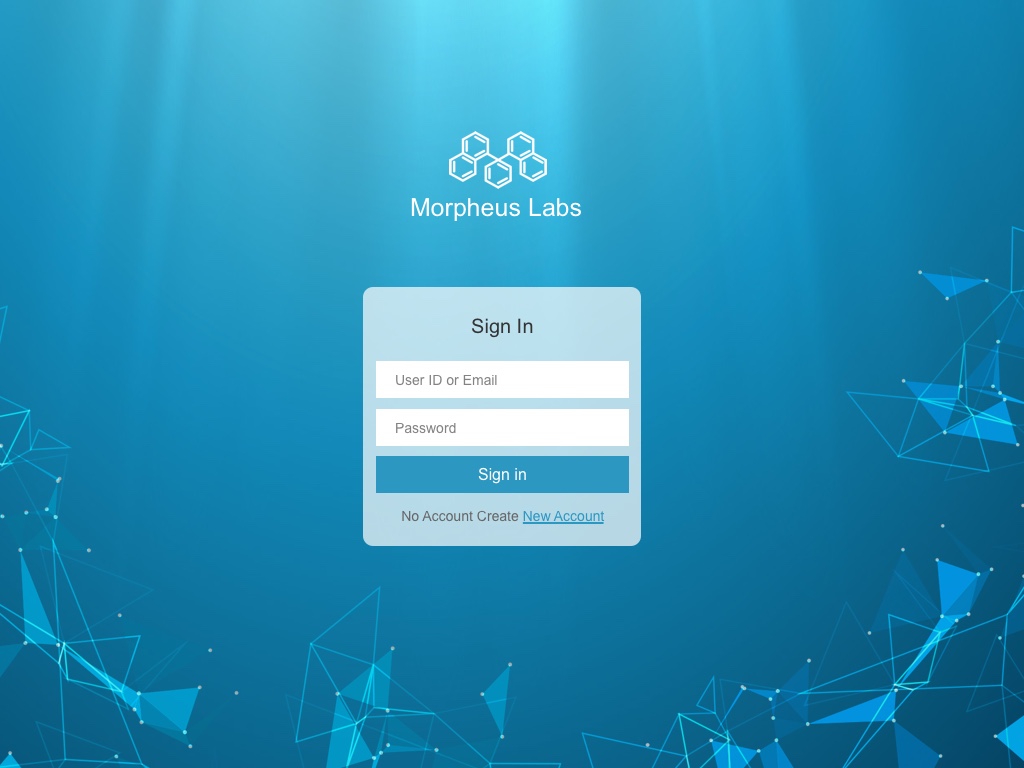 Morpheus Labs
Sign In
User ID or Email
Password
Sign in
No Account Create New Account